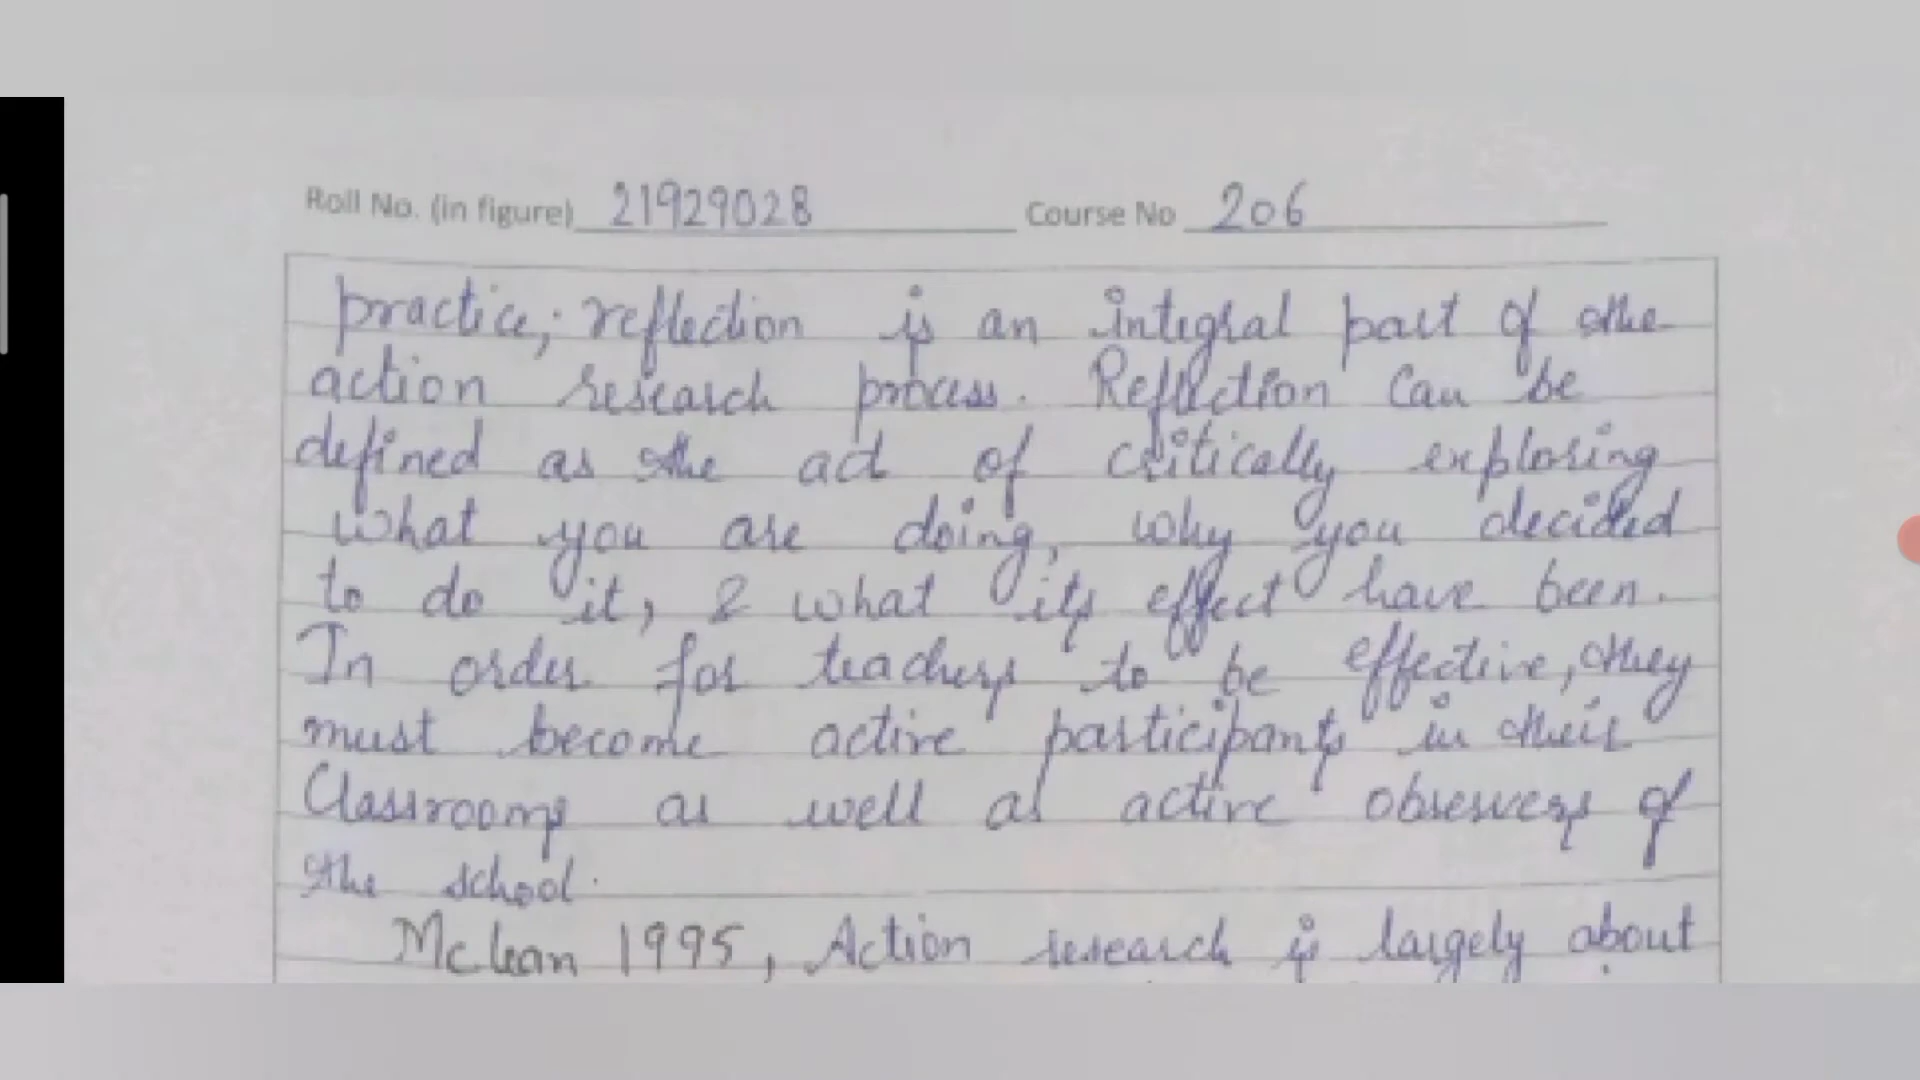 Roll No. (in figure) 21929028 Course No 206
practice; reflection is an integral part of the
action research process. Reflection Can be
defined as the act of critically exploring
what you are doing, why you decided
to do it, & what its effect have been.
In order for teachers to be effective, they
must become active participants in their
Classrooms as well as active observers of
the school.
Mclean 1995, Action research is largely about